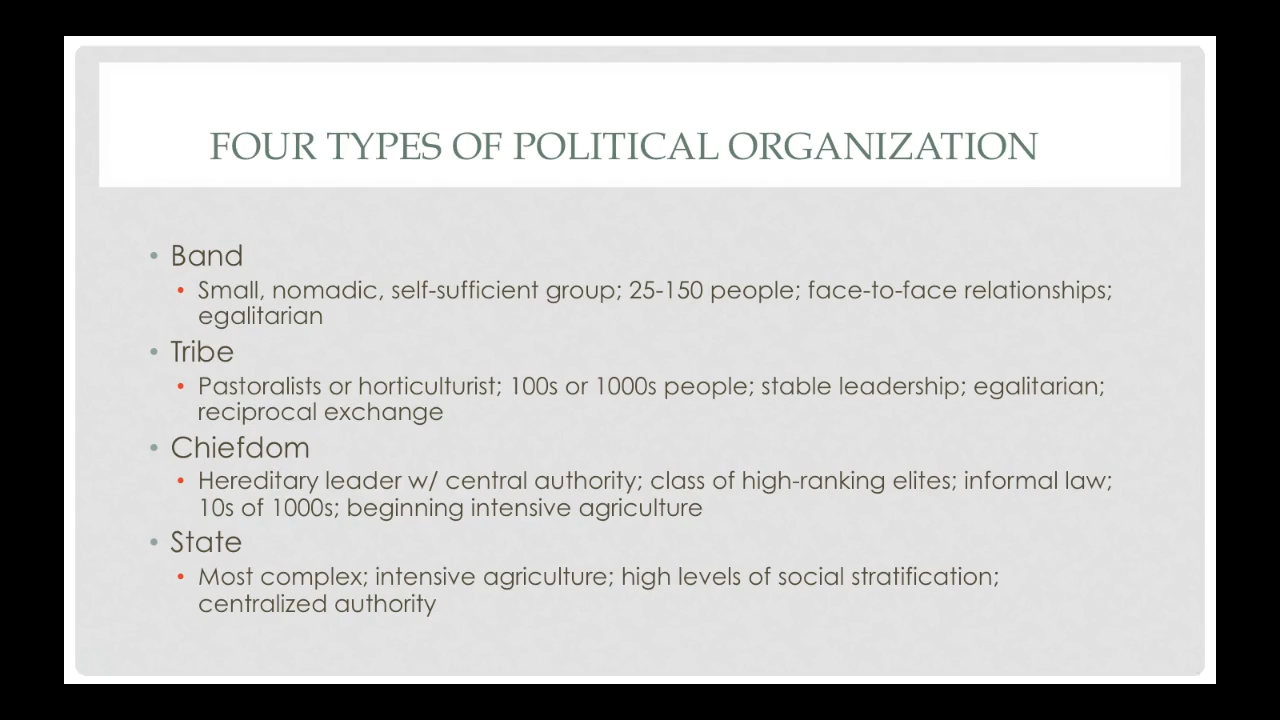 FOUR TYPES OF POLITICAL ORGANIZATION
• Band
• Small, nomadic, self-sufficient group; 25-150 people; face-to-face relationships;
egalitarian
• Tribe
• Pastoralists or horticulturist; 100s or 1000s people; stable leadership; egalitarian;
reciprocal exchange
• Chiefdom
• Hereditary leader w/ central authority; class of high-ranking elites; informal law;
10s of 1000s; beginning intensive agriculture
• State
• Most complex; intensive agriculture; high levels of social stratification;
centralized authority